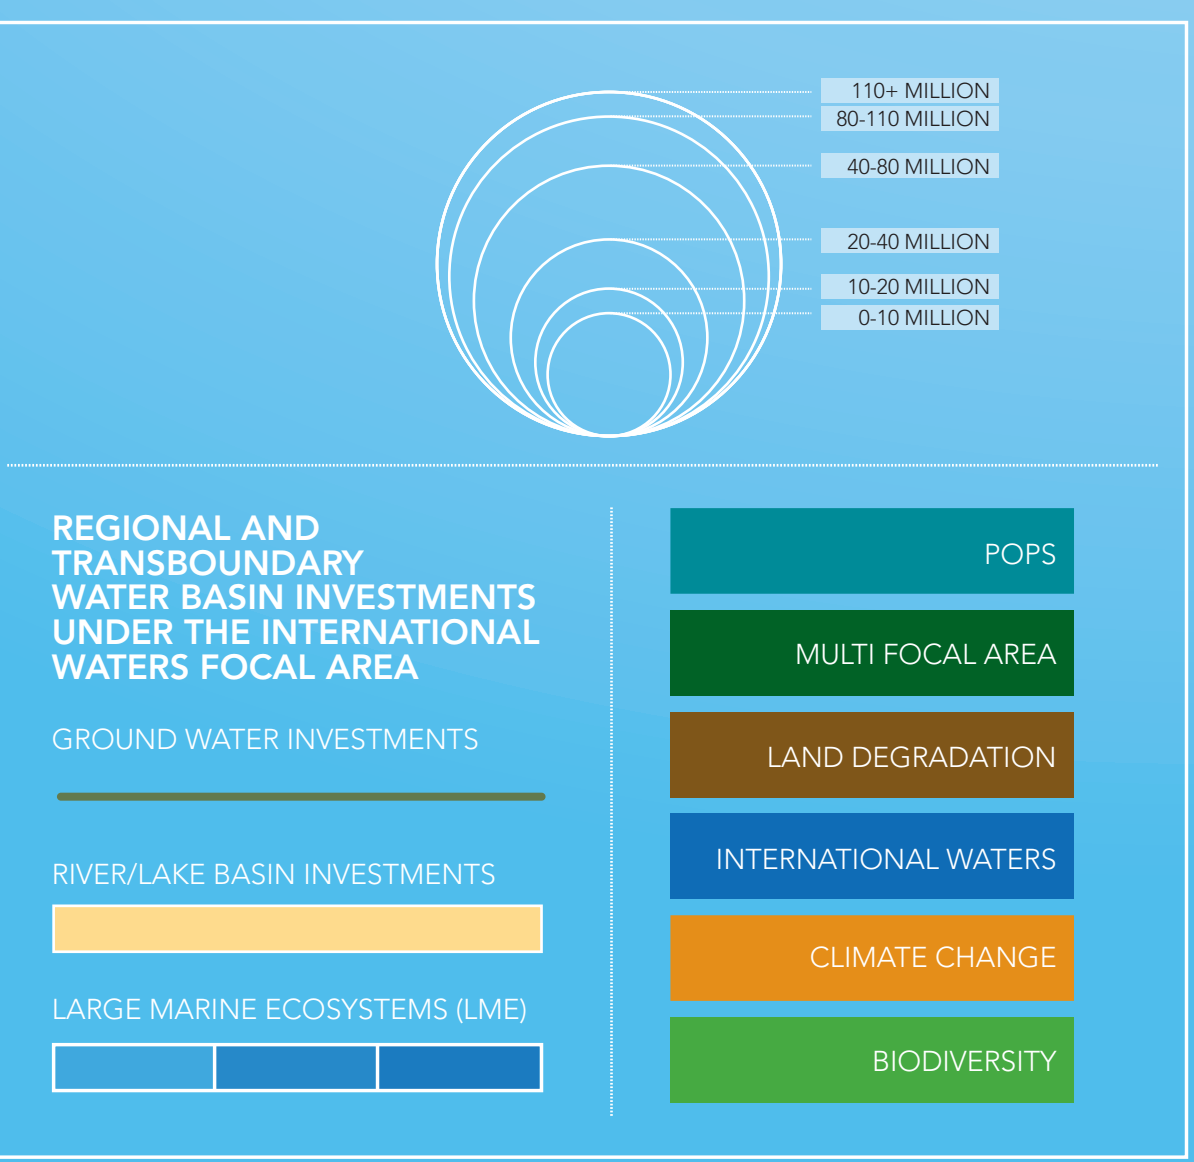 110+ MILLION
80-110 MILLION
40-80 MILLION
20-40 MILLION
10-20 MILLION
0-10 MILLION
REGIONAL AND
TRANSBOUNDARY
WATER BASIN INVESTMENTS
UNDER THE INTERNATIONAL
WATERS FOCAL AREA
GROUND WATER INVESTMENTS
RIVER/LAKE BASIN INVESTMENTS
LARGE MARINE ECOSYSTEMS (LME)
POPS
MULTI FOCAL AREA
LAND DEGRADATION
INTERNATIONAL WATERS
CLIMATE CHANGE
BIODIVERSITY